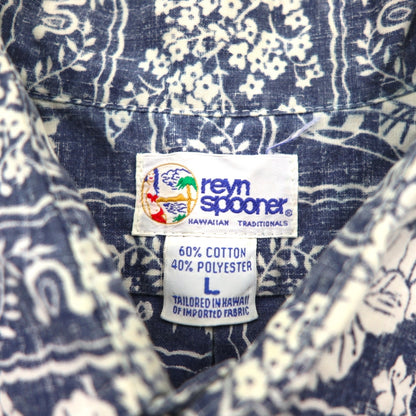 reyn
spooner®
HAWAIIAN TRADITIONALS
60% COTTON
40% POLYESTER
L
TAILORED IN HAWAII
OF IMPORTED FABRIC